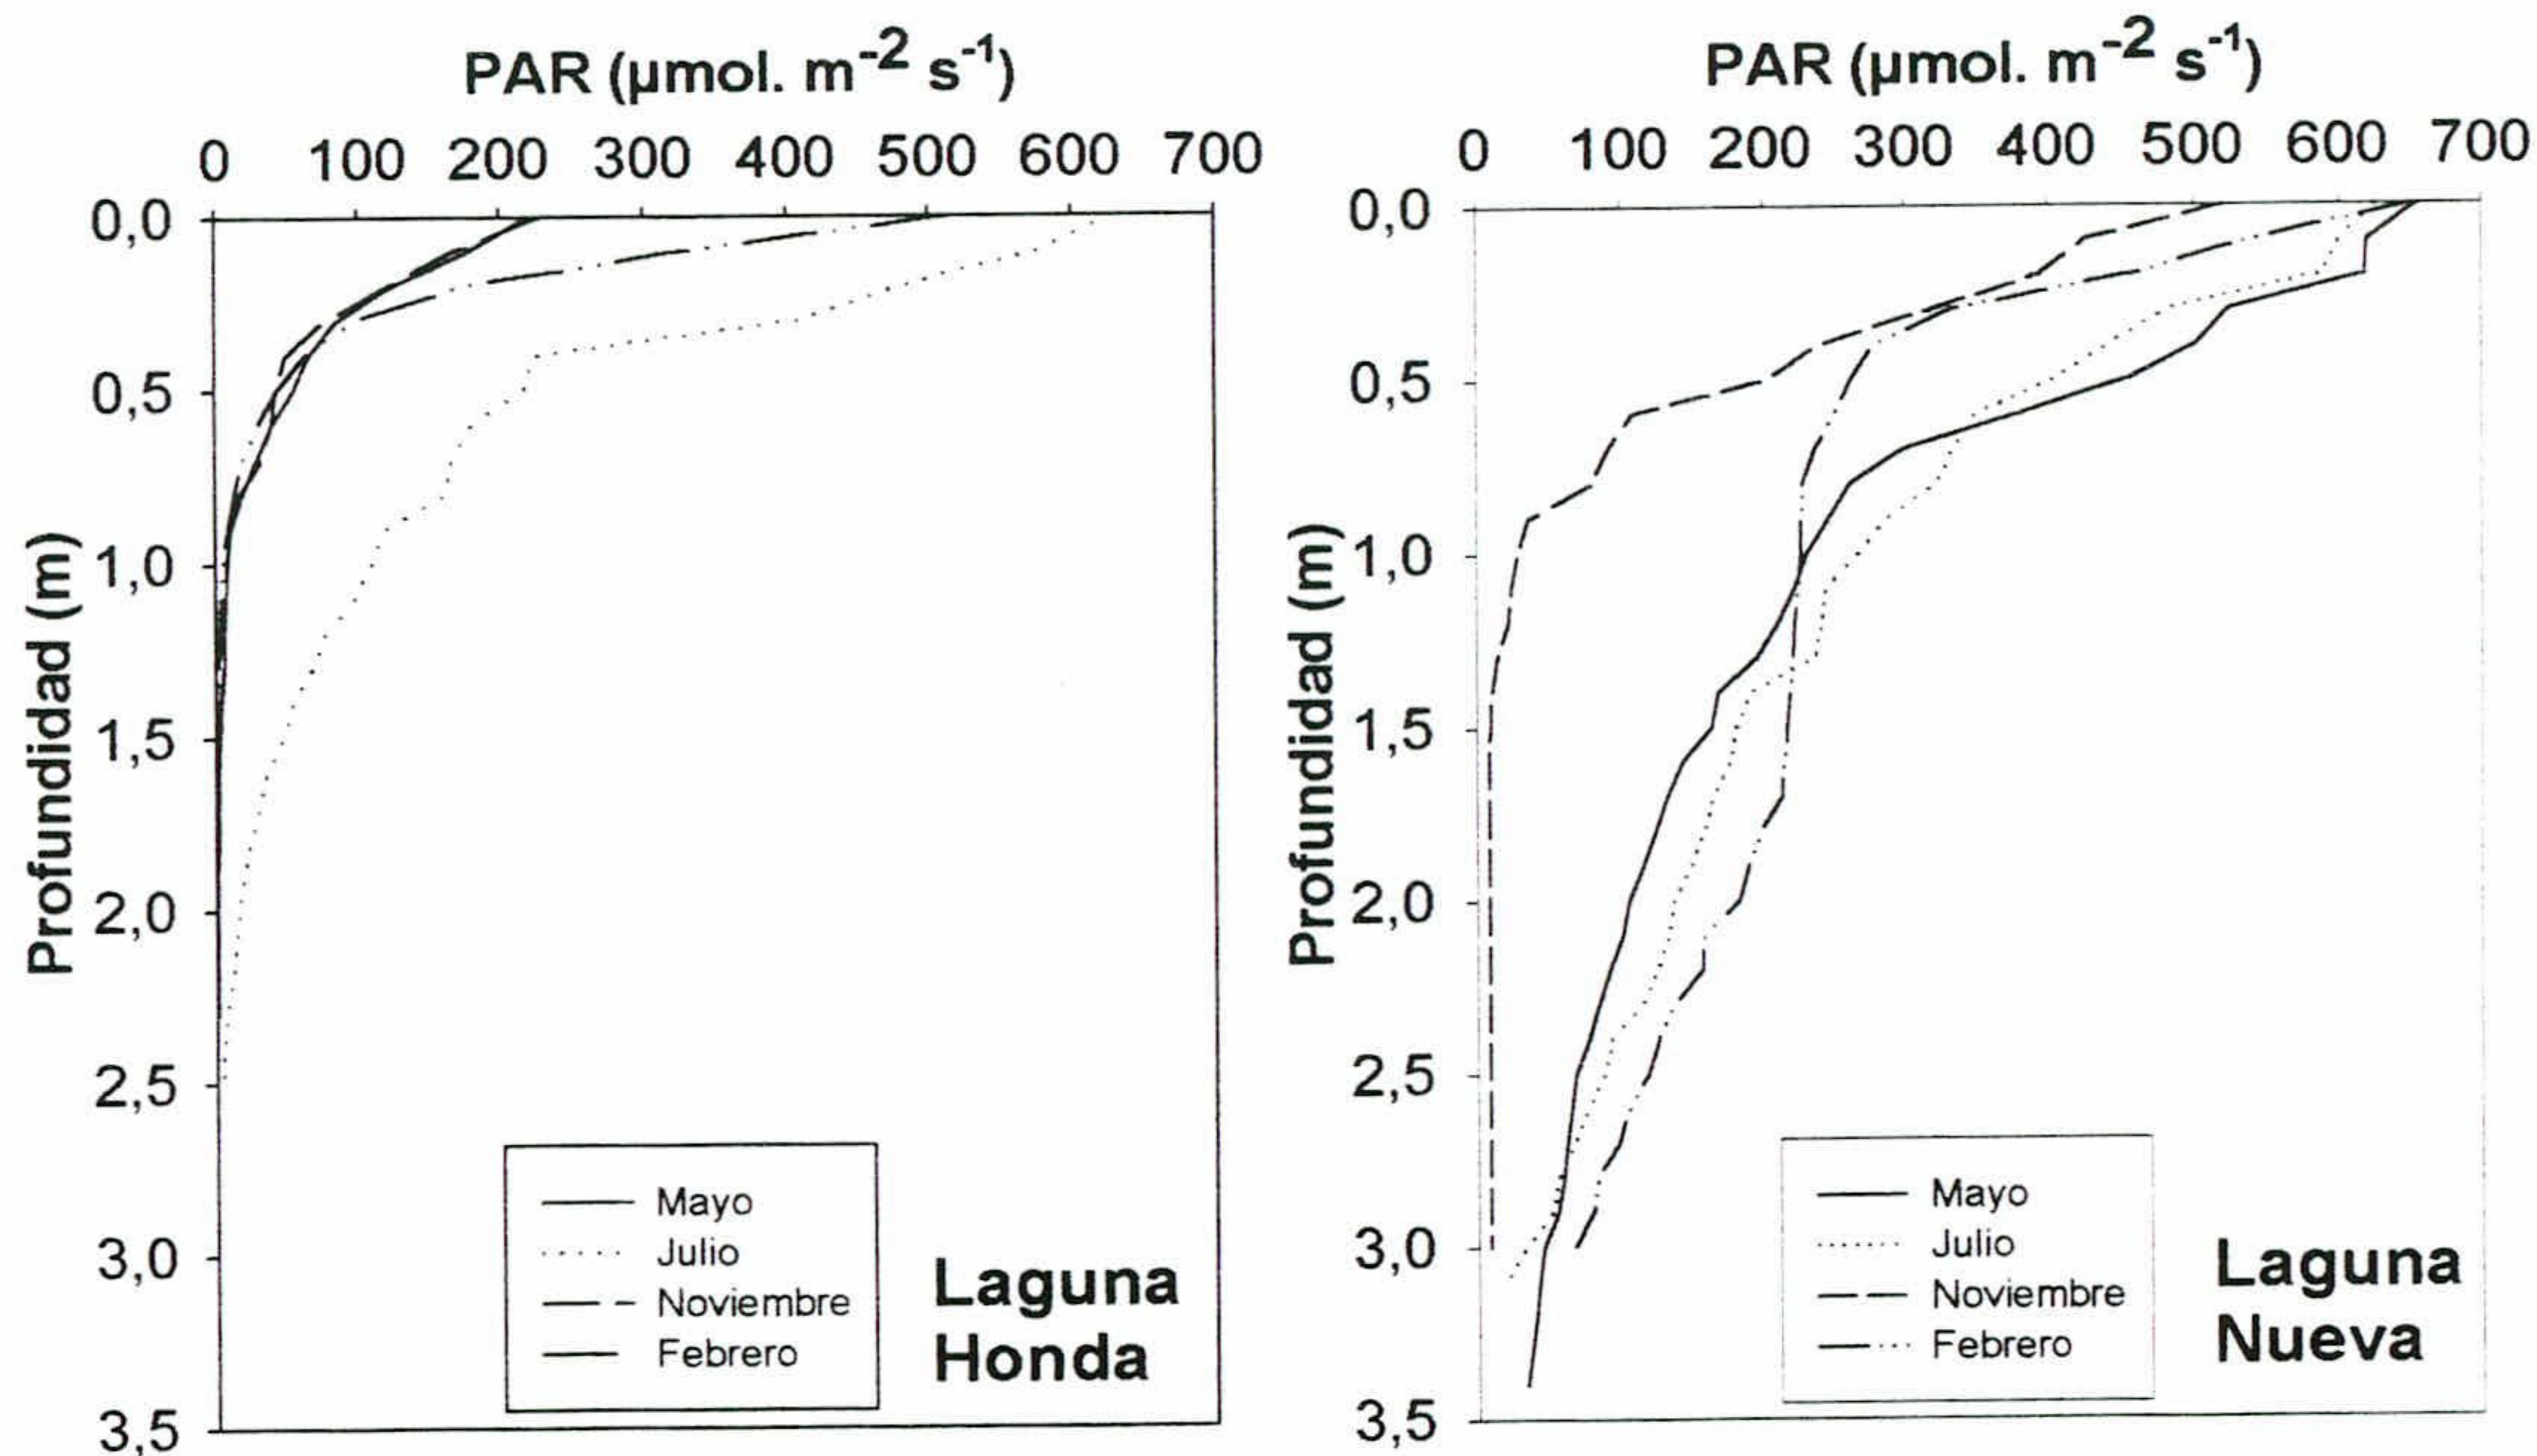 PAR (µmol. m-2 s-1)
0 100 200 300 400 500 600 700
0,0
0,5
1,0
1,5
2,0
2,5
3,0
3,5
Profundidad (m)
Mayo
Julio
Noviembre
Febrero
Laguna
Honda
PAR (µmol. m-2 s-1)
0 100 200 300 400 500 600 700
0,0
0,5
1,0
1,5
2,0
2,5
3,0
3,5
Profundidad (m)
Mayo
Julio
Noviembre
Febrero
Laguna
Nueva